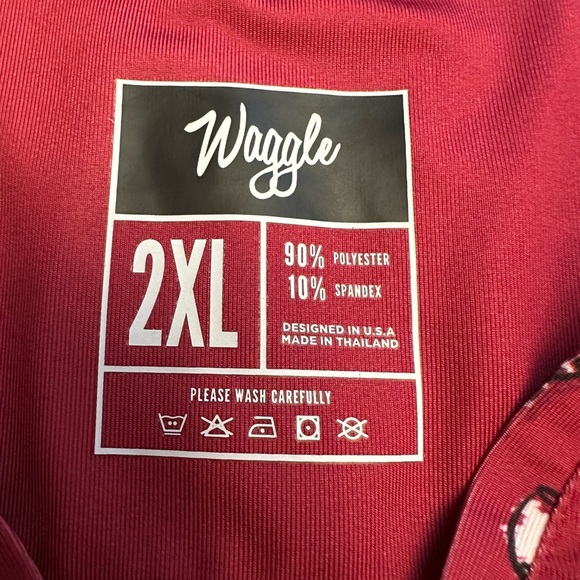 Waggle
2XL
90% POLYESTER
10% SPANDEX
DESIGNED IN U.S.A
MADE IN THAILAND
PLEASE WASH CAREFULLY